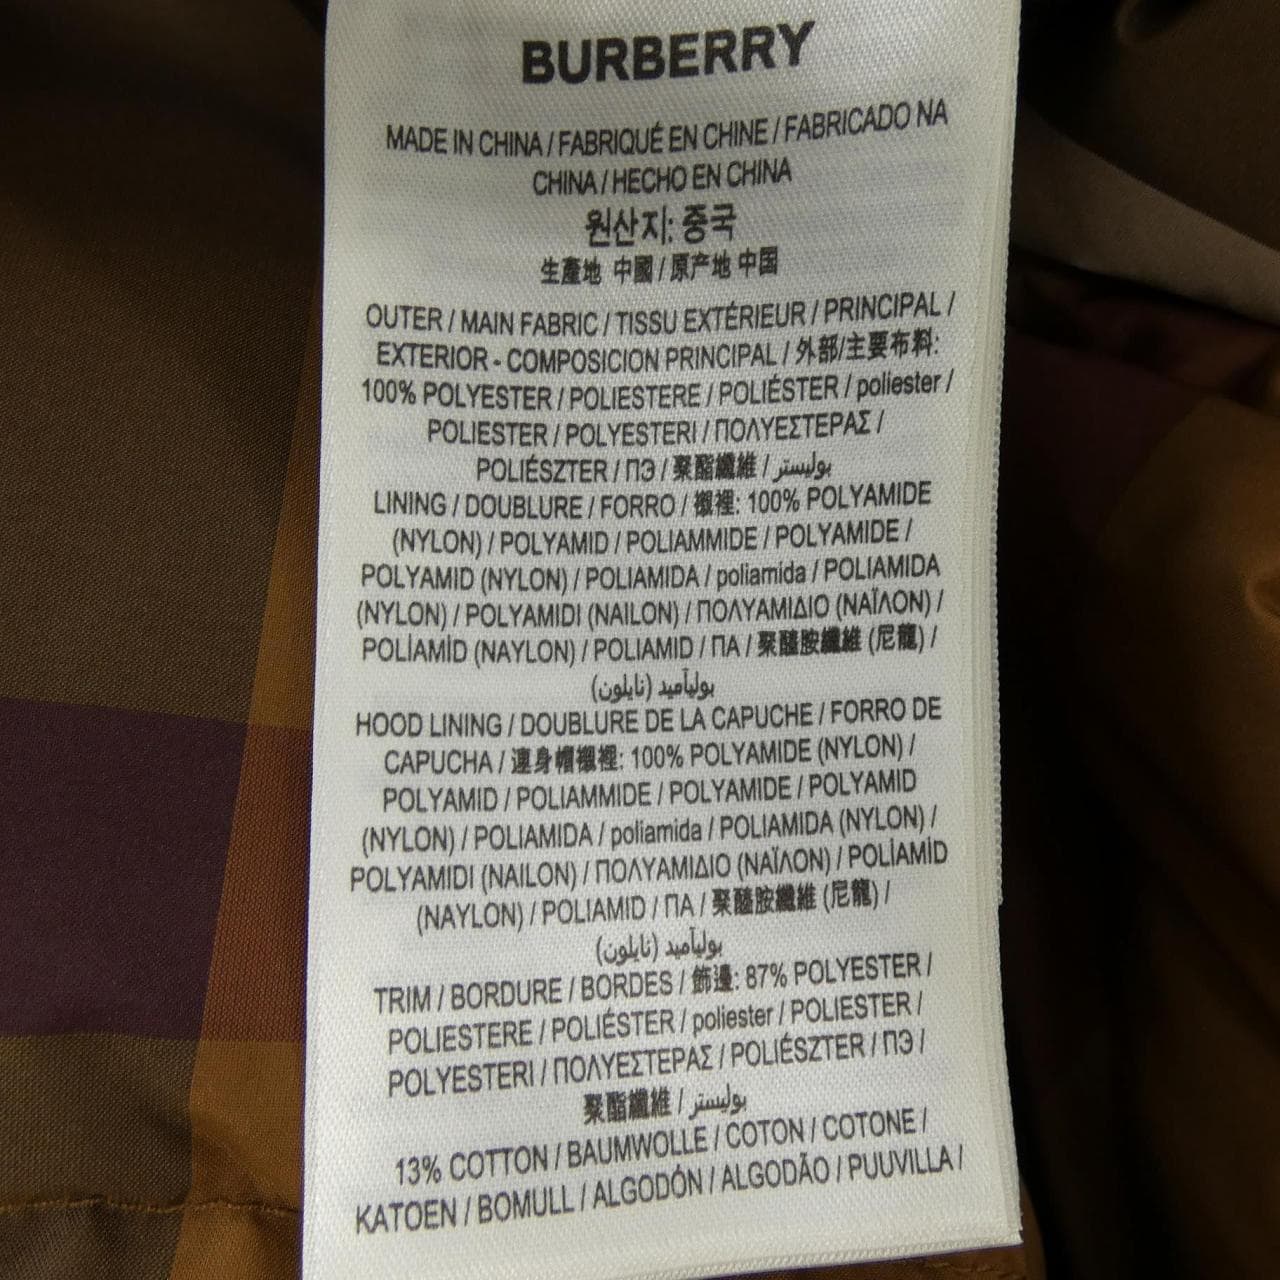 BURBERRY
MADE IN CHINA / FABRIQUÉ EN CHINE / FABRICADO NA
CHINA / HECHO EN CHINA
원산지: 중국
生產地 中國 / 原产地 中国
OUTER / MAIN FABRIC / TISSU EXTÉRIEUR / PRINCIPAL /
EXTERIOR - COMPOSICION PRINCIPAL / 外部/主要布料:
100% POLYESTER / POLIESTERE / POLIÉSTER / poliester /
POLIESTER / POLYESTERI / ΠΟΛΥΕΣΤΕΡΑΣ /
POLIÉSZTER / ПЭ / 聚酯纖維 / بوليستر
LINING / DOUBLURE / FORRO / 襯裡: 100% POLYAMIDE
(NYLON) / POLYAMID / POLIAMMIDE / POLYAMIDE /
POLYAMID (NYLON) / POLIAMIDA / poliamida / POLIAMIDA
(NYLON) / POLYAMIDI (NAILON) / ΠΟΛΥΑΜΙΔΙΟ (ΝΑΪΛΟΝ) /
POLİAMİD (NAYLON) / POLIAMID / ПА / 聚醯胺纖維 (尼龍) /
بولیآمید (نایلون)
HOOD LINING / DOUBLURE DE LA CAPUCHE / FORRO DE
CAPUCHA / 連身帽襯裡: 100% POLYAMIDE (NYLON) /
POLYAMID / POLIAMMIDE / POLYAMIDE / POLYAMID
(NYLON) / POLIAMIDA / poliamida / POLIAMIDA (NYLON) /
POLYAMIDI (NAILON) / ΠΟΛΥΑΜΙΔΙΟ (ΝΑΪΛΟΝ) / POLİAMİD
(NAYLON) / POLIAMID / ПА / 聚醯胺纖維 (尼龍) /
بولیآمید (نایلون)
TRIM / BORDURE / BORDES / 飾邊: 87% POLYESTER /
POLIESTERE / POLIÉSTER / poliester / POLIESTER /
POLYESTERI / ΠΟΛΥΕΣΤΕΡΑΣ / POLIÉSZTER / ПЭ /
聚酯纖維 / بوليستر
13% COTTON / BAUMWOLLE / COTON / COTONE /
KATOEN / BOMULL / ALGODÓN / ALGODÃO / PUUVILLA /